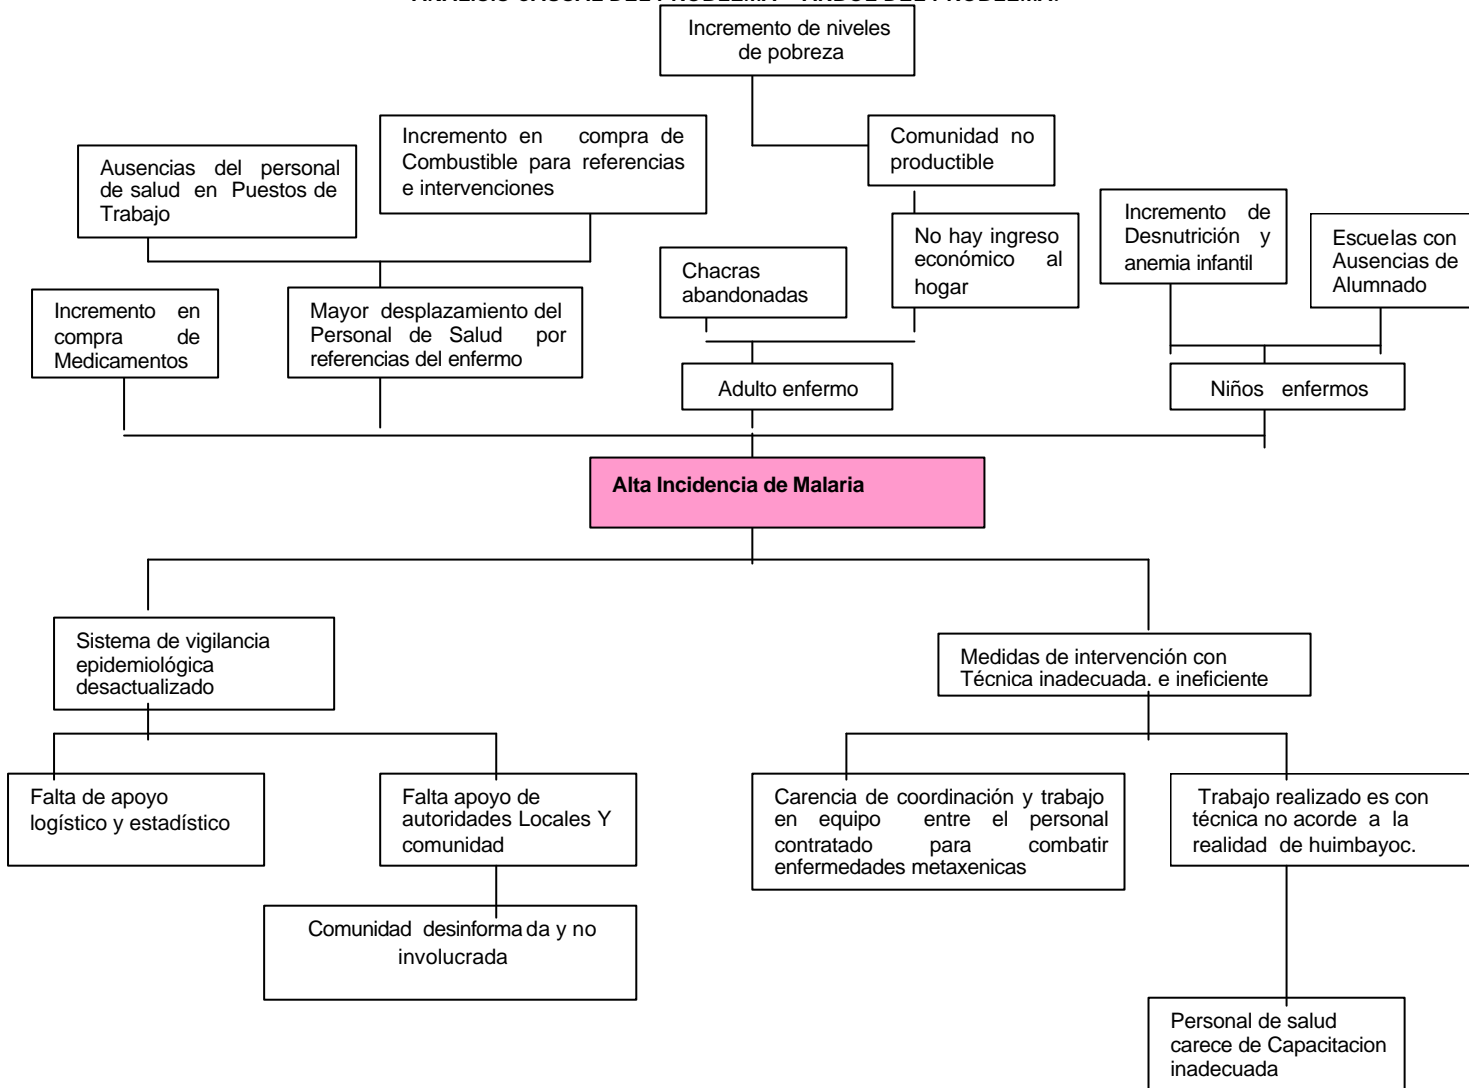 Incremento de niveles
de pobreza
Incremento en compra de
Combustible para referencias
e intervenciones
Comunidad no
productible
Ausencias del personal
de salud en Puestos de
Trabajo
Incremento de
Desnutrición y
anemia infantil
Escuelas con
Ausencias de
Alumnado
No hay ingreso
económico al
hogar
Chacras
abandonadas
Incremento en
compra de
Medicamentos
Mayor desplazamiento del
Personal de Salud por
referencias del enfermo
Adulto enfermo
Niños enfermos
Alta Incidencia de Malaria
Sistema de vigilancia
epidemiológica
desactualizado
Medidas de intervención con
Técnica inadecuada. e ineficiente
Falta de apoyo
logístico y estadístico
Falta apoyo de
autoridades Locales Y
comunidad
Carencia de coordinación y trabajo
en equipo entre el personal
contratado para combatir
enfermedades metaxenicas
Trabajo realizado es con
técnica no acorde a la
realidad de huimbayoc.
Comunidad desinformada y no
involucrada
Personal de salud
carece de Capacitacion
inadecuada